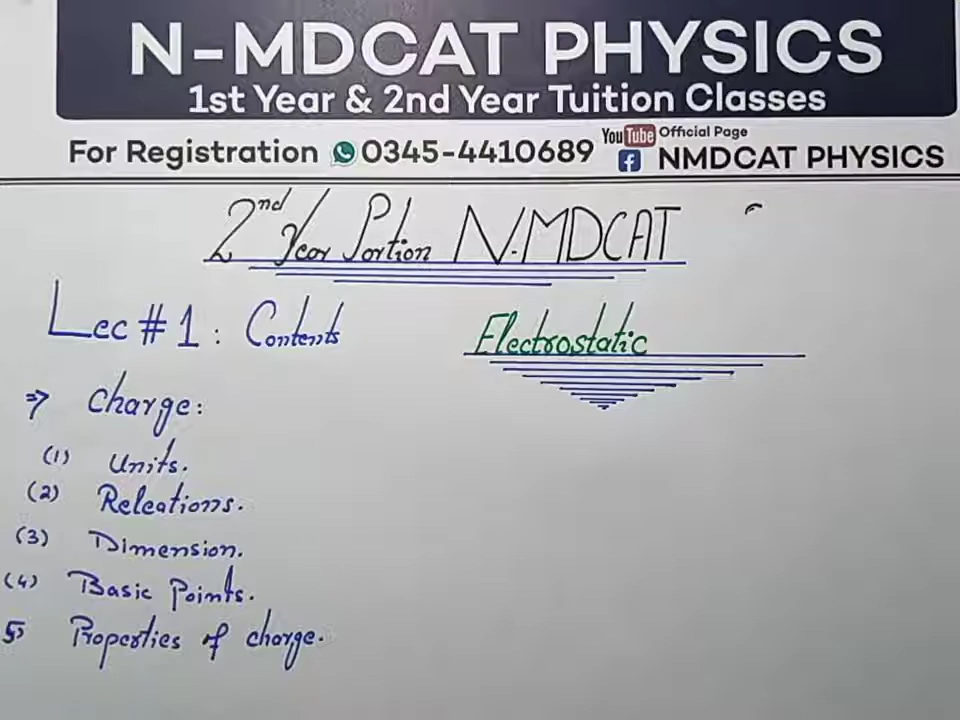 N-MDCAT PHYSICS
1st Year & 2nd Year Tuition Classes
For Registration 0345-4410689 YouTube Official Page
NMDCAT PHYSICS
2nd Year Portion N-MDCAT
Lec # 1 : Contents Electrostatic
⇒ Charge:
(1) Units.
(2) Releations.
(3) Dimension.
(4) Basic Points.
5) Properties of charge.